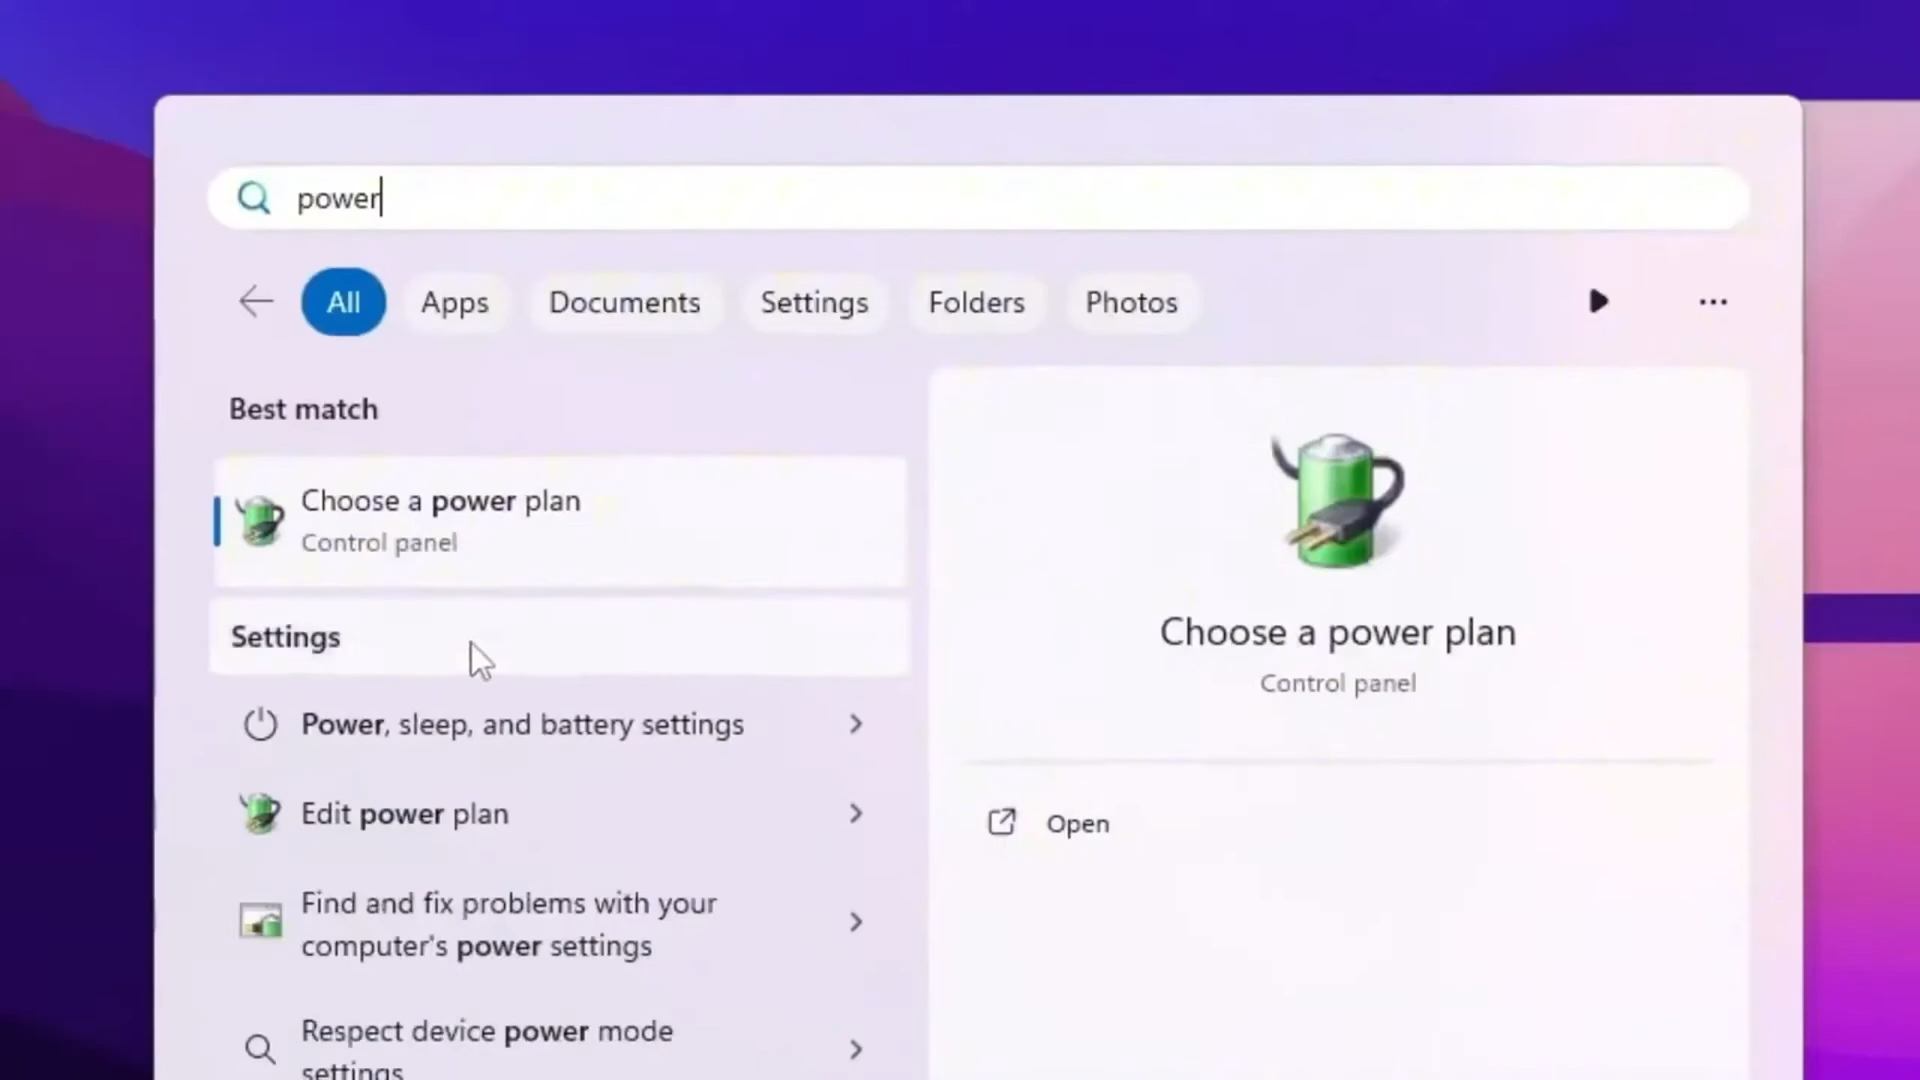 power
All
Apps
Documents
Settings
Folders
Photos
Best match
Choose a power plan
Control panel
Settings
Power, sleep, and battery settings
Edit power plan
Find and fix problems with your
computer's power settings
Respect device power mode
settings
Choose a power plan
Control panel
Open